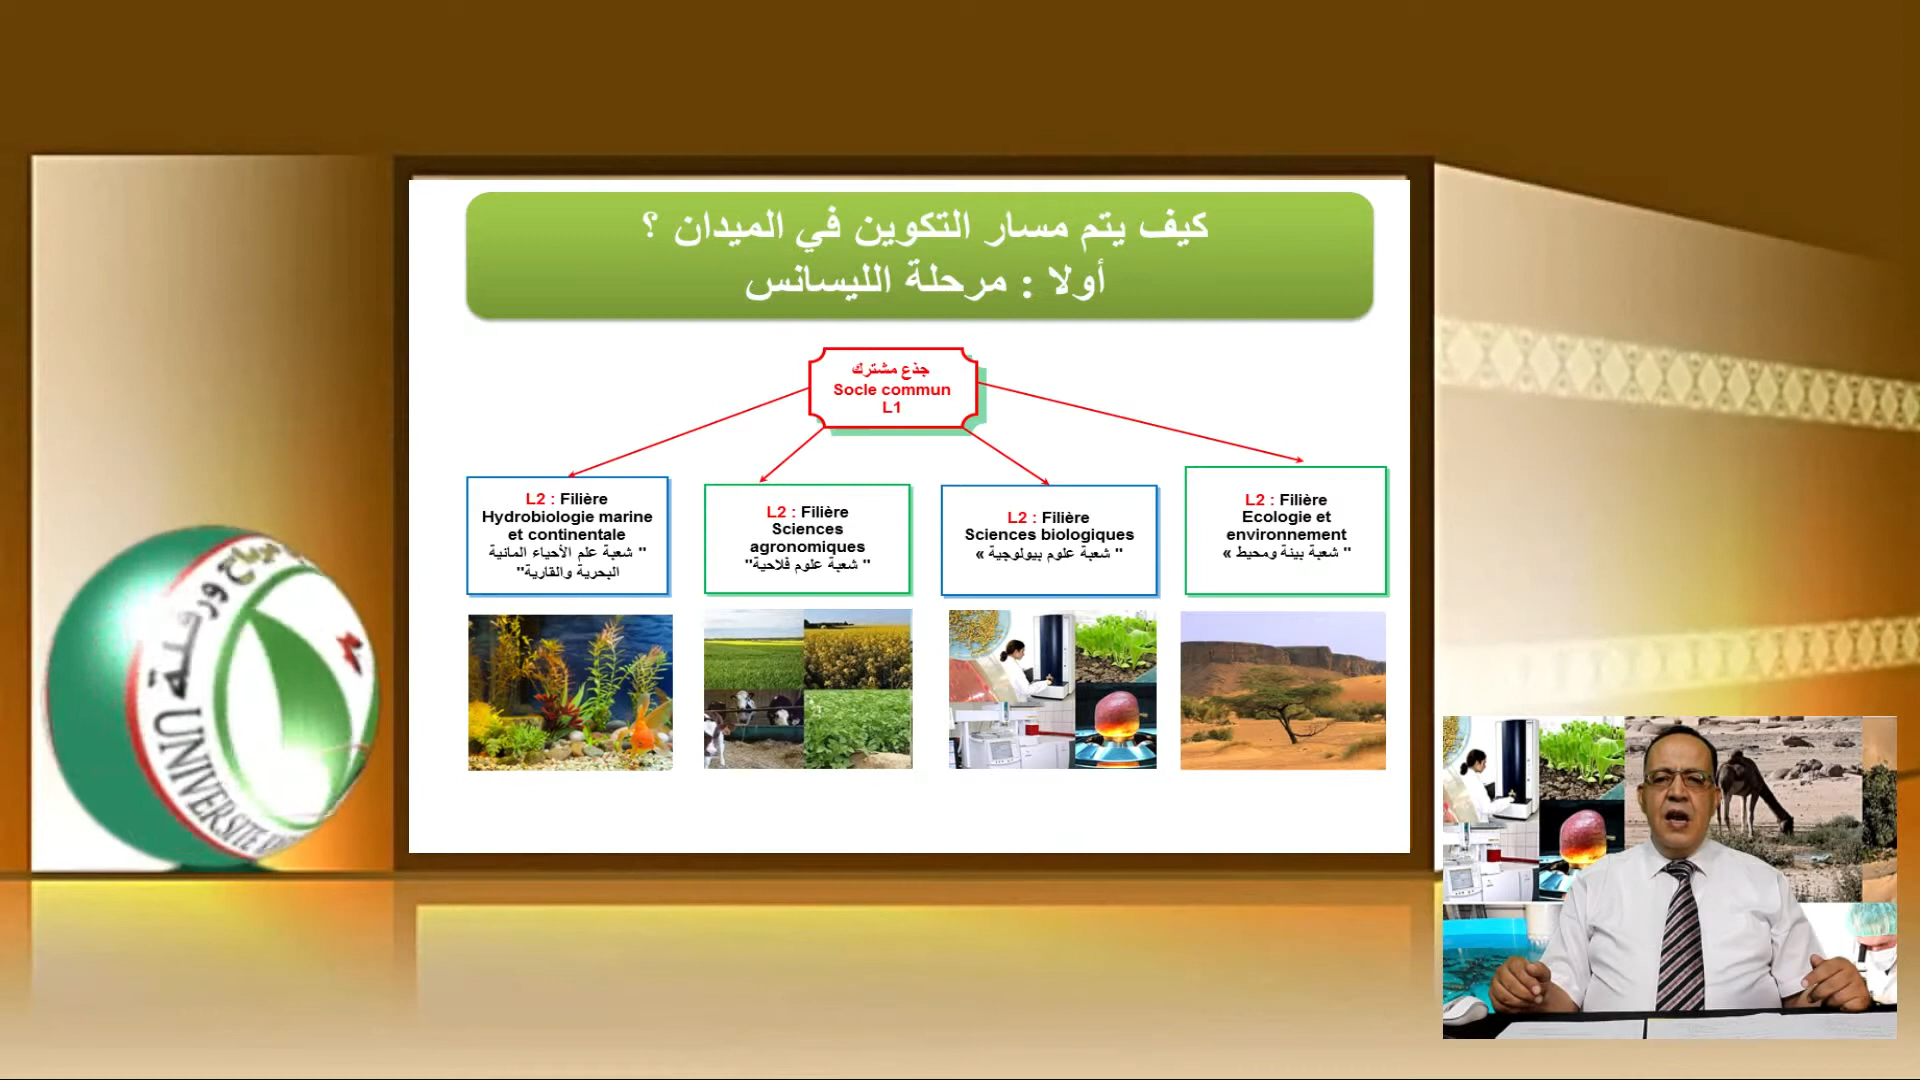 كيف يتم مسار التكوين في الميدان ؟
أولا : مرحلة الليسانس
جذع مشترك
Socle commun
L1
L2 : Filière
Hydrobiologie marine
et continentale
" شعبة علم الأحياء المائية
البحرية والقارية"
L2 : Filière
Sciences
agronomiques
" شعبة علوم فلاحية"
L2 : Filière
Sciences biologiques
" شعبة علوم بيولوجية »
L2 : Filière
Ecologie et
environnement
" شعبة بيئة ومحيط »
ورقلة
UNIVERSITE